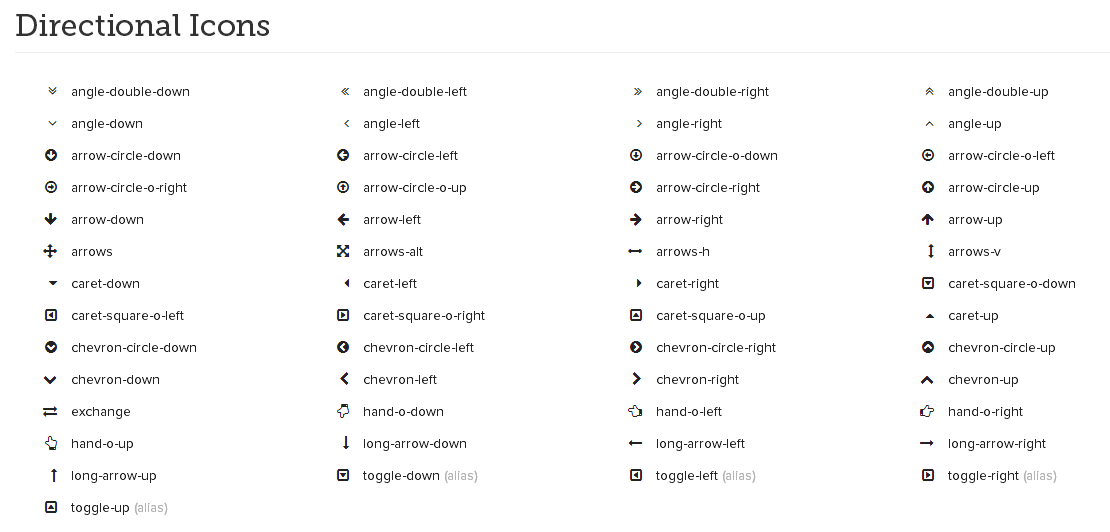 Directional Icons
angle-double-down angle-double-left angle-double-right angle-double-up
angle-down angle-left angle-right angle-up
arrow-circle-down arrow-circle-left arrow-circle-o-down arrow-circle-o-left
arrow-circle-o-right arrow-circle-o-up arrow-circle-right arrow-circle-up
arrow-down arrow-left arrow-right arrow-up
arrows arrows-alt arrows-h arrows-v
caret-down caret-left caret-right caret-square-o-down
caret-square-o-left caret-square-o-right caret-square-o-up caret-up
chevron-circle-down chevron-circle-left chevron-circle-right chevron-circle-up
chevron-down chevron-left chevron-right chevron-up
exchange hand-o-down hand-o-left hand-o-right
hand-o-up long-arrow-down long-arrow-left long-arrow-right
long-arrow-up toggle-down (alias) toggle-left (alias) toggle-right (alias)
toggle-up (alias)